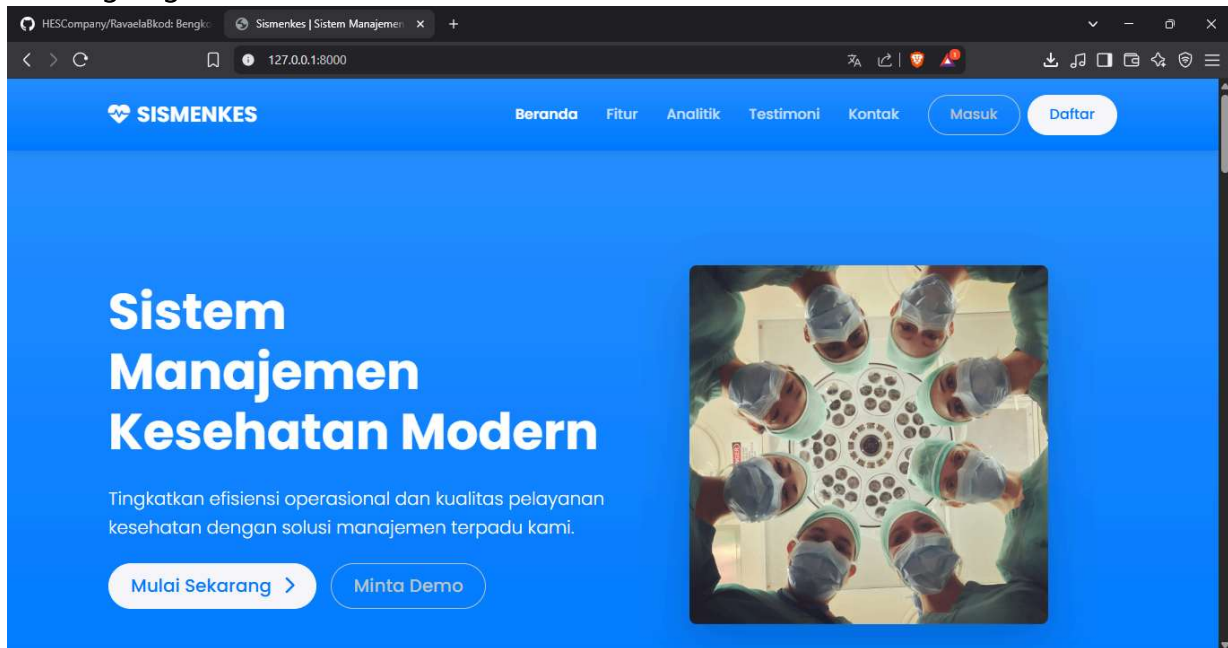 HESCompany/RavaelaBkod: Bengko
Sismenkes | Sistem Manajemen
127.0.0.1:8000
SISMENKES
Beranda Fitur Analitik Testimoni Kontak Masuk Daftar
Sistem
Manajemen
Kesehatan Modern
Tingkatkan efisiensi operasional dan kualitas pelayanan
kesehatan dengan solusi manajemen terpadu kami.
Mulai Sekarang Minta Demo